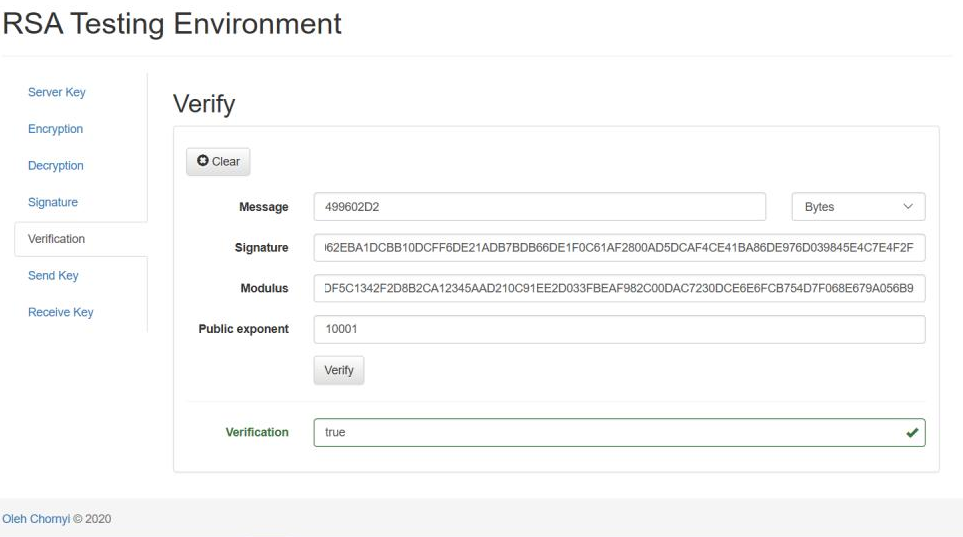 RSA Testing Environment
Server Key
Encryption
Decryption
Signature
Verification
Send Key
Receive Key
Verify
Clear
Message 499602D2 Bytes
Signature 062EBA1DCBB10DCFF6DE21ADB7BDB66DE1F0C61AF2800AD5DCAF4CE41BA86DE976D039845E4C7E4F2F
Modulus DF5C1342F2D8B2CA12345AAD210C91EE2D033FBEAF982C00DAC7230DCE6E6FCB754D7F068E679A056B9
Public exponent 10001
Verify
Verification true
Oleh Chornyi © 2020